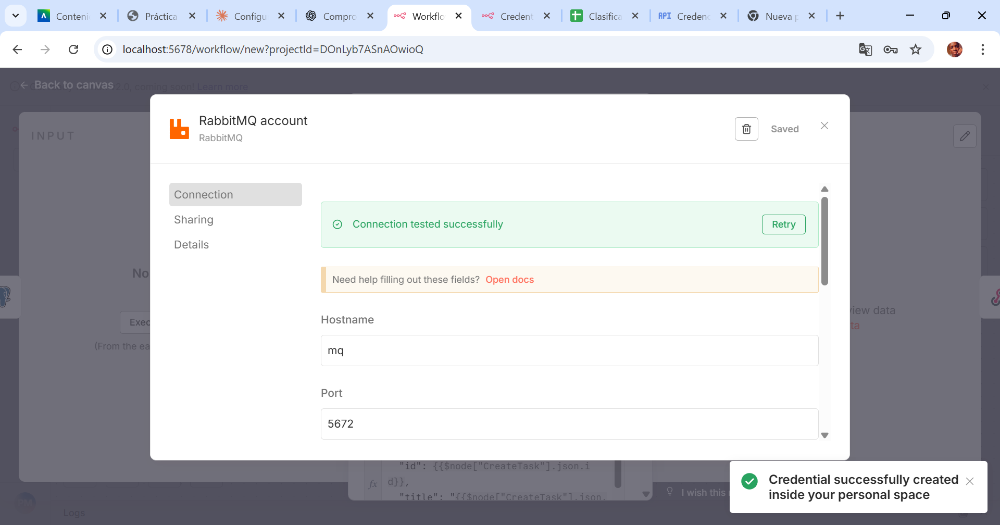 Conteni
Práctica
Configu
Compro
Workflo
Credent
Clasifica
API Credenc
Nueva p
localhost:5678/workflow/new?projectId=DOnLyb7ASnAOwioQ
Back to canvas
2.0, coming soon! Learn more
INPUT
RabbitMQ account
RabbitMQ
Saved
Connection
Sharing
Details
Connection tested successfully
Retry
Need help filling out these fields? Open docs
Hostname
mq
Port
5672
No
Exec
(From the ea
view data
ta
"id": {{$node["CreateTask"].json.i
d}},
fx
"title": "{{$node["CreateTask"].json.
I wish this
Credential successfully created
inside your personal space
PM
Logs